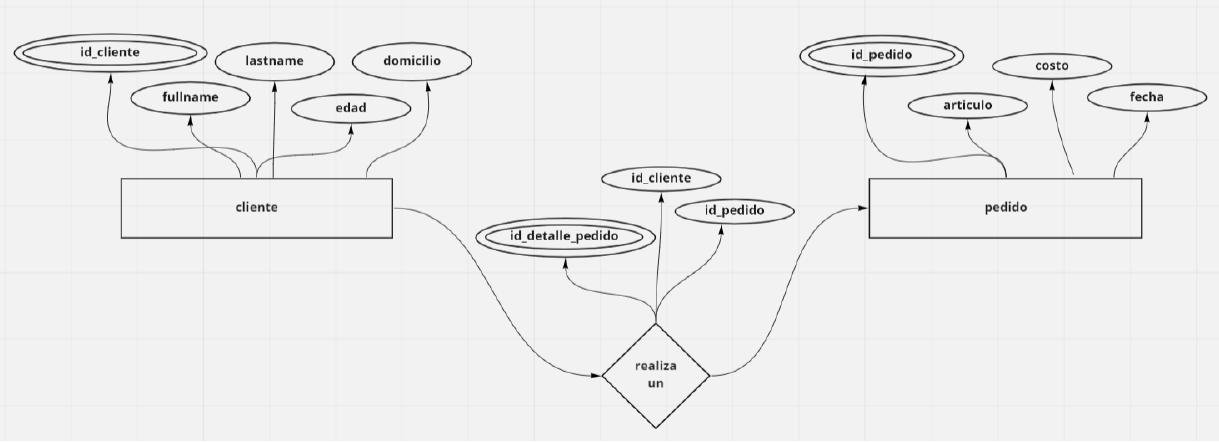 id_cliente
lastname
domicilio
fullname
edad
cliente
id_pedido
costo
articulo
fecha
pedido
id_cliente
id_pedido
id_detalle_pedido
realiza
un